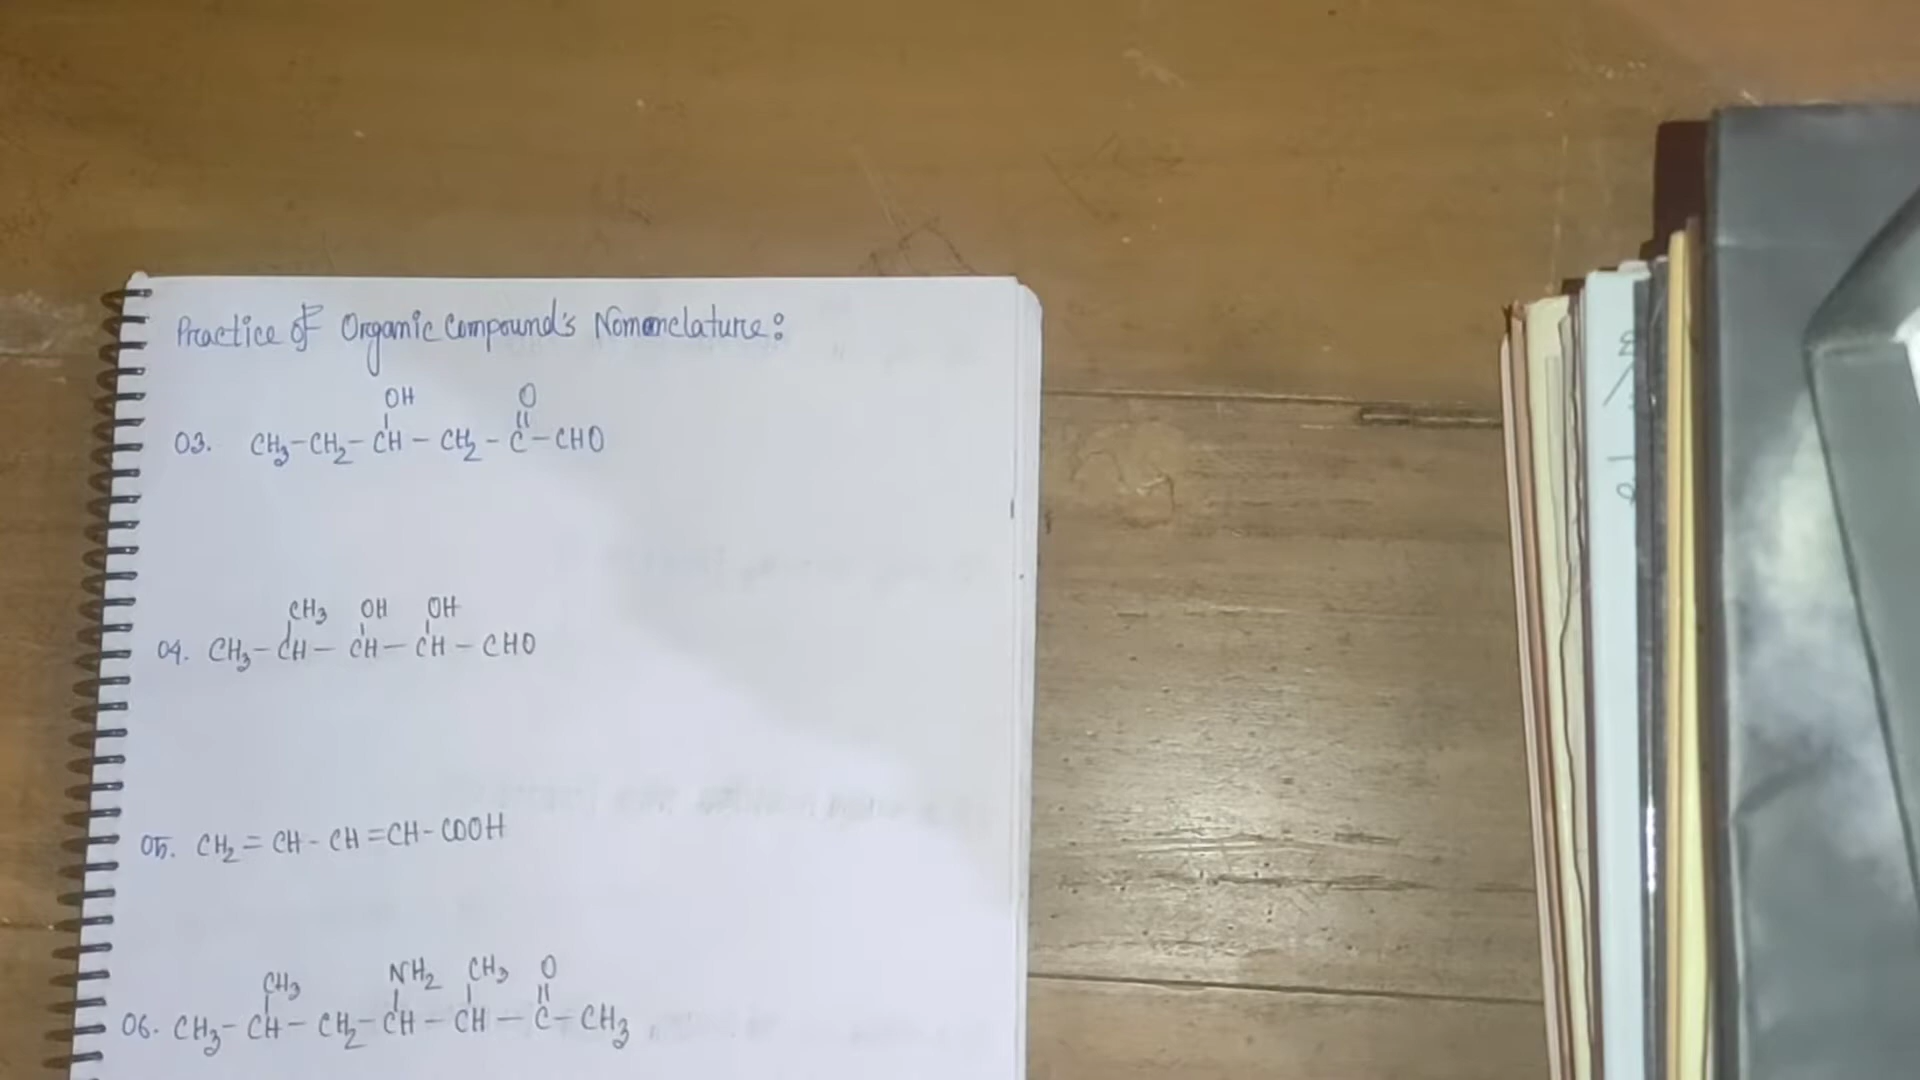 Practice of Organic Compound's Nomenclature:
OH O
03. CH3-CH2-CH-CH2-C-CHO
CH3 OH OH
04. CH3-CH-CH-CH-CHO
05. CH2=CH-CH=CH-COOH
CH3 NH2 CH3 O
06. CH3-CH-CH2-CH-CH-C-CH3